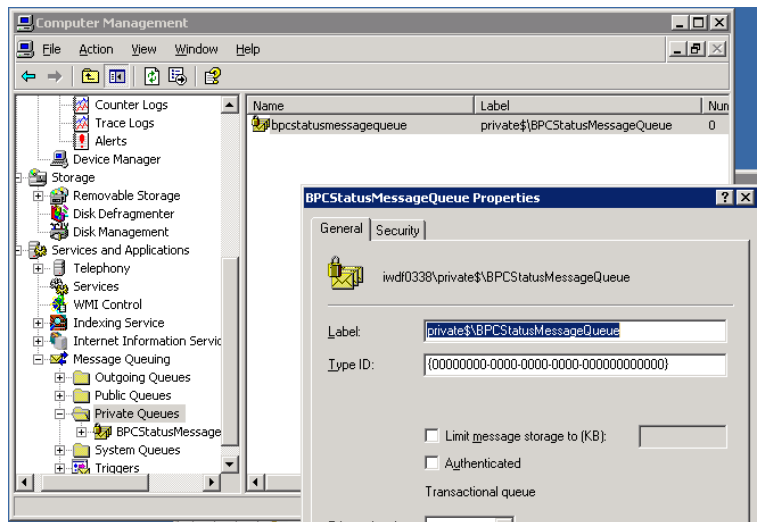 Computer Management
File Action View Window Help
Counter Logs
Trace Logs
Alerts
Device Manager
Storage
Removable Storage
Disk Defragmenter
Disk Management
Services and Applications
Telephony
Services
WMI Control
Indexing Service
Internet Information Servic
Message Queuing
Outgoing Queues
Public Queues
Private Queues
BPCStatusMessage
System Queues
Triggers
Name Label Num
bpcstatusmessagequeue private$\BPCStatusMessageQueue 0
BPCStatusMessageQueue Properties
General Security
iwdf0338\private$\BPCStatusMessageQueue
Label: private$\BPCStatusMessageQueue
Type ID: {00000000-0000-0000-0000-000000000000}
Limit message storage to (KB):
Authenticated
Transactional queue